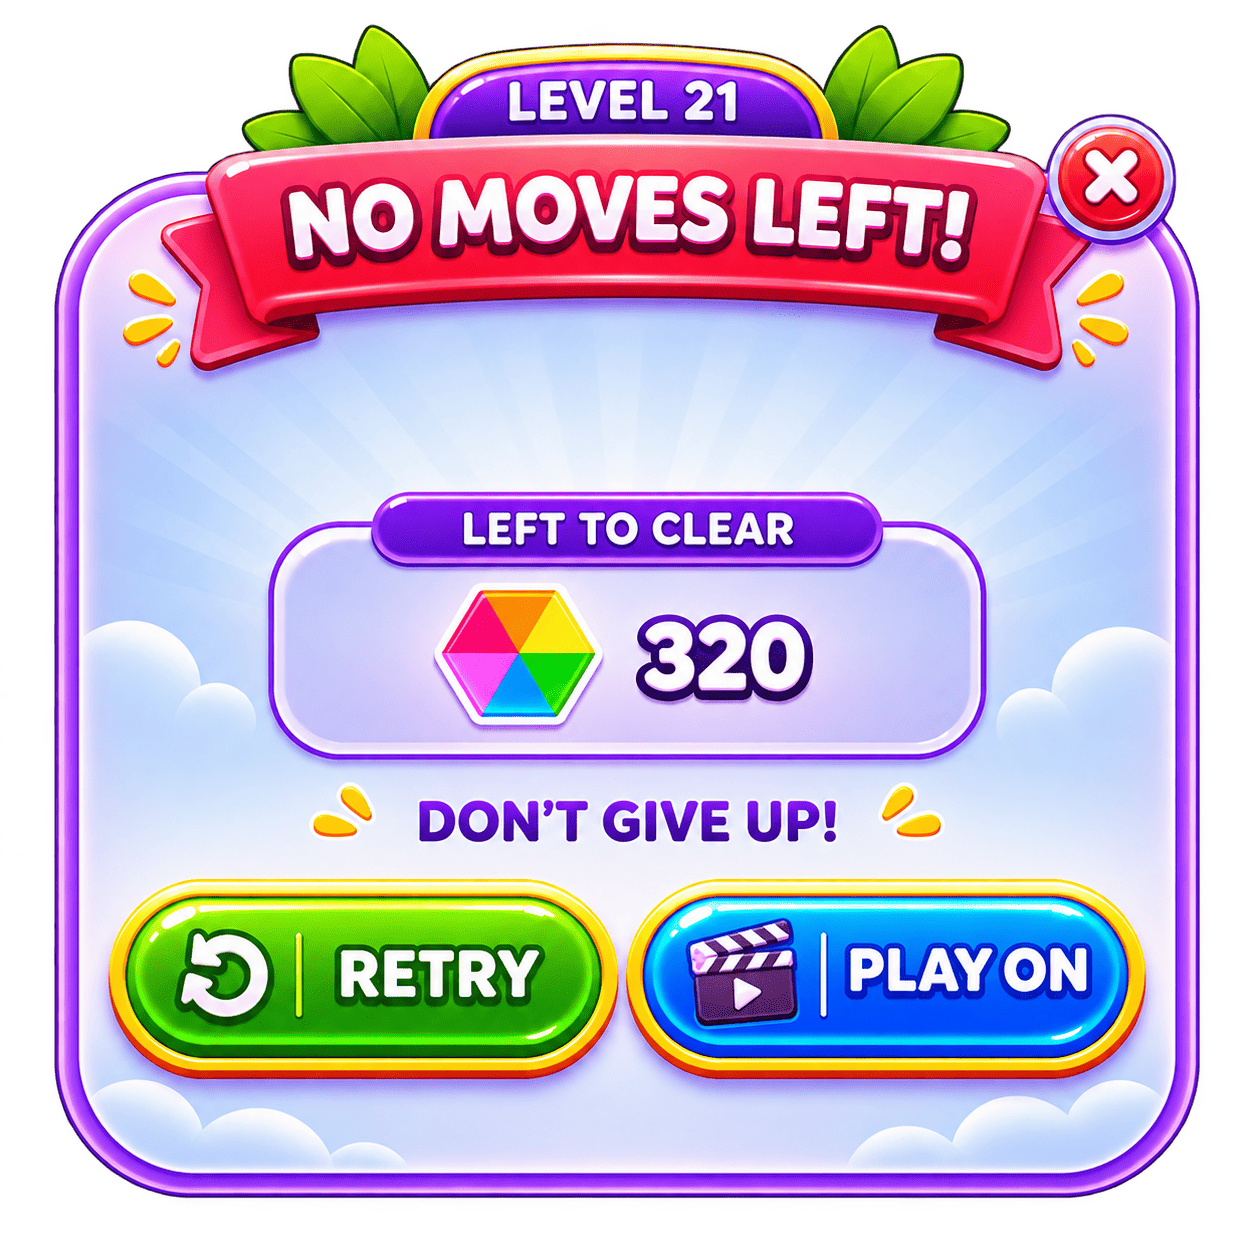 LEVEL 21
NO MOVES LEFT!
LEFT TO CLEAR
320
DON'T GIVE UP!
RETRY
PLAY ON